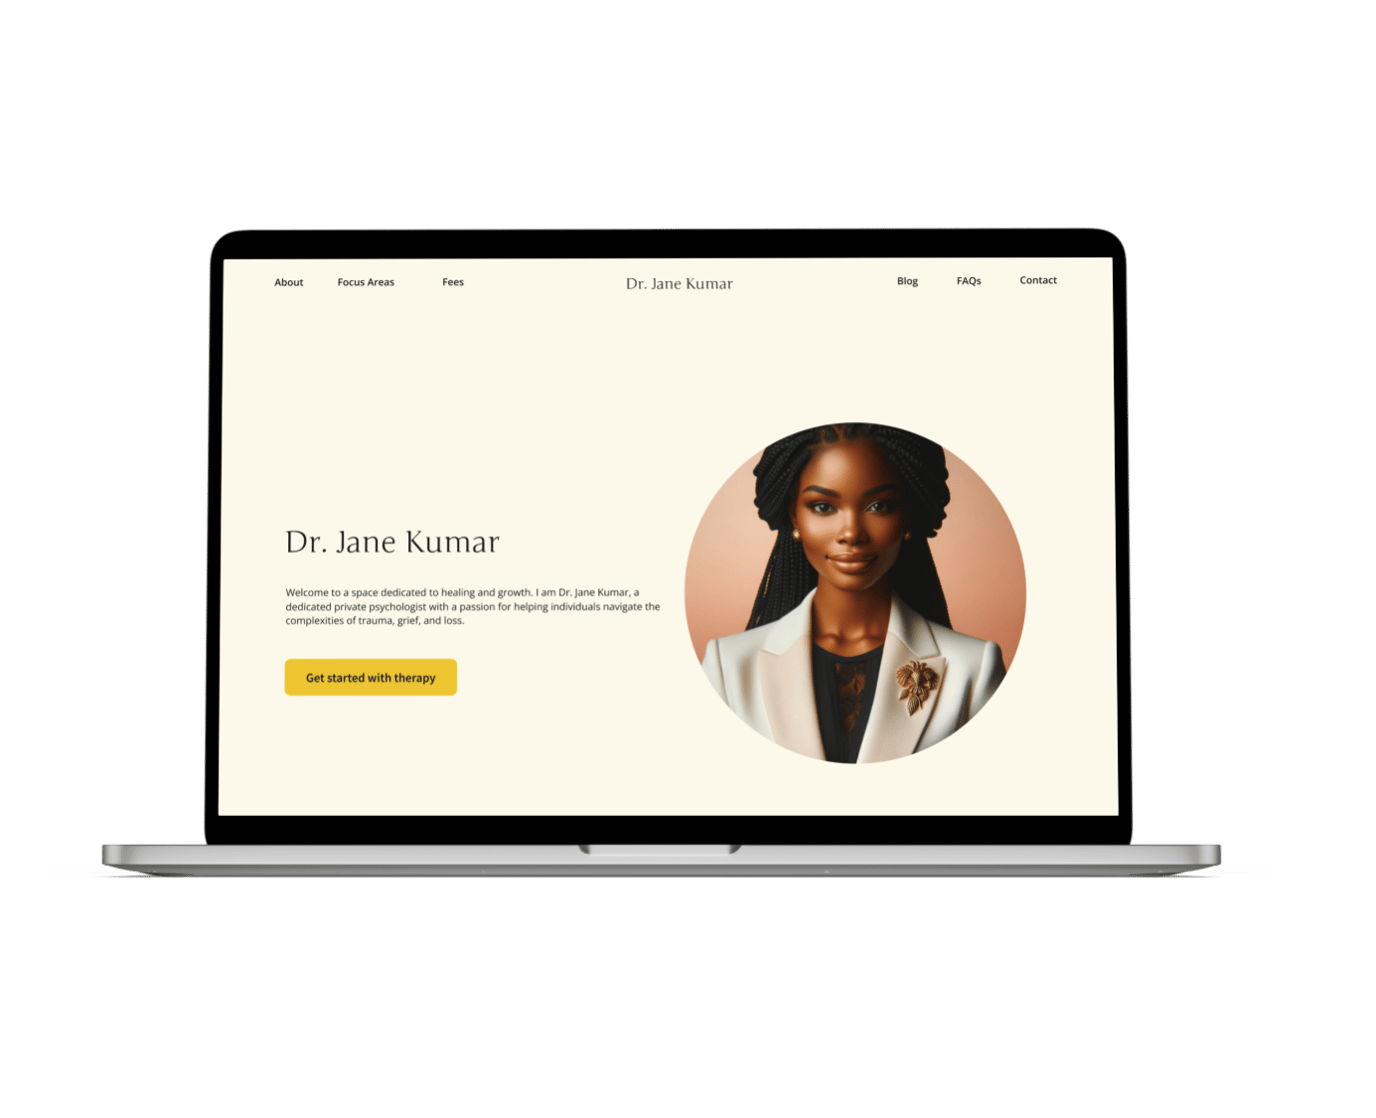 About
Focus Areas
Fees
Dr. Jane Kumar
Blog
FAQs
Contact
Dr. Jane Kumar
Welcome to a space dedicated to healing and growth. I am Dr. Jane Kumar, a
dedicated private psychologist with a passion for helping individuals navigate the
complexities of trauma, grief, and loss.
Get started with therapy